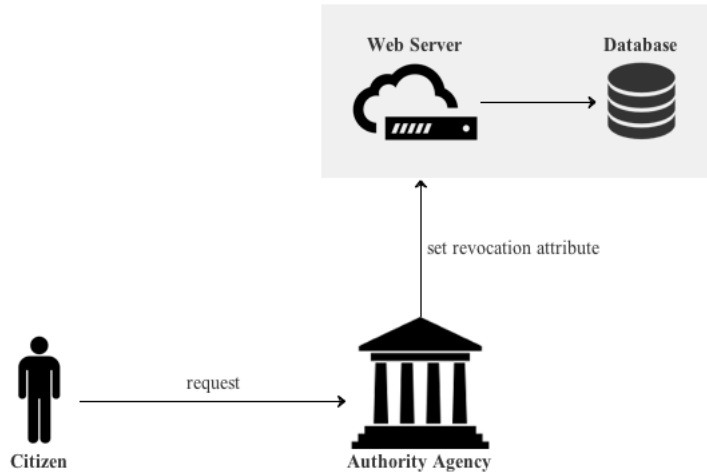 Web Server
Database
set revocation attribute
request
Citizen
Authority Agency